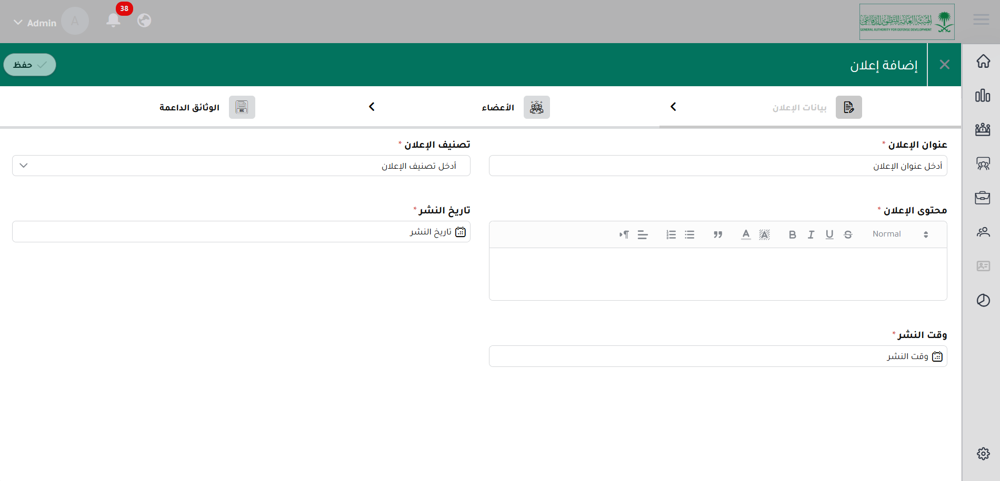 38
Admin
A
الهيئة العامة للتطوير الدفاعي
GENERAL AUTHORITY FOR DEFENSE DEVELOPMENT
إضافة إعلان
حفظ
بيانات الإعلان
الأعضاء
الوثائق الداعمة
عنوان الإعلان *
أدخل عنوان الإعلان
تصنيف الإعلان *
أدخل تصنيف الإعلان
محتوى الإعلان *
Normal
تاريخ النشر *
تاريخ النشر
وقت النشر *
وقت النشر